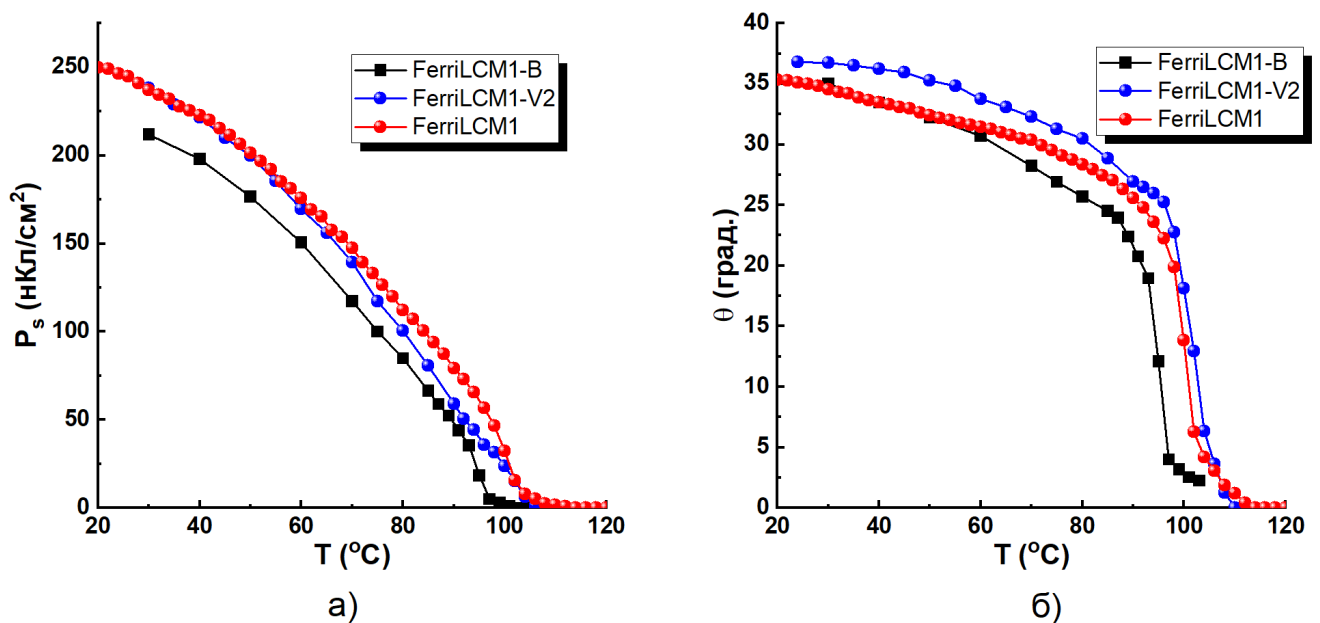 250
200
150
100
50
0
20 40 60 80 100 120
P_s (нКл/см²)
T (°C)
FerriLCM1-B
FerriLCM1-V2
FerriLCM1
а)
40
35
30
25
20
15
10
5
0
20 40 60 80 100 120
θ (град.)
T (°C)
FerriLCM1-B
FerriLCM1-V2
FerriLCM1
б)